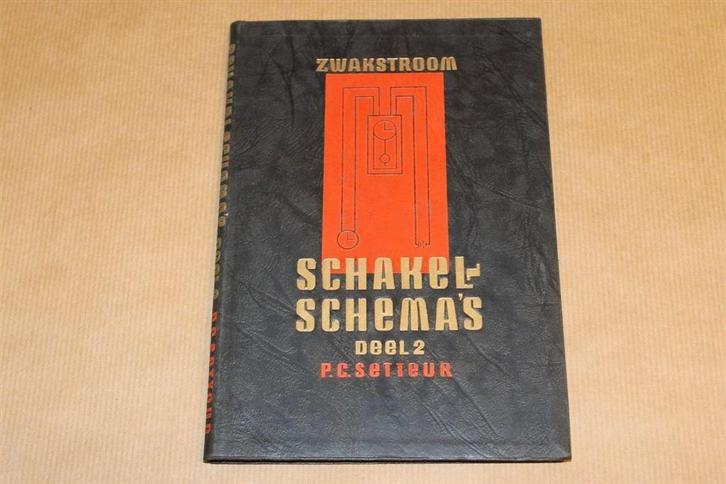 ZWAKSTROOM
SCHAKEL-
SCHEMA'S
DEEL 2
P.C. SETTEUR